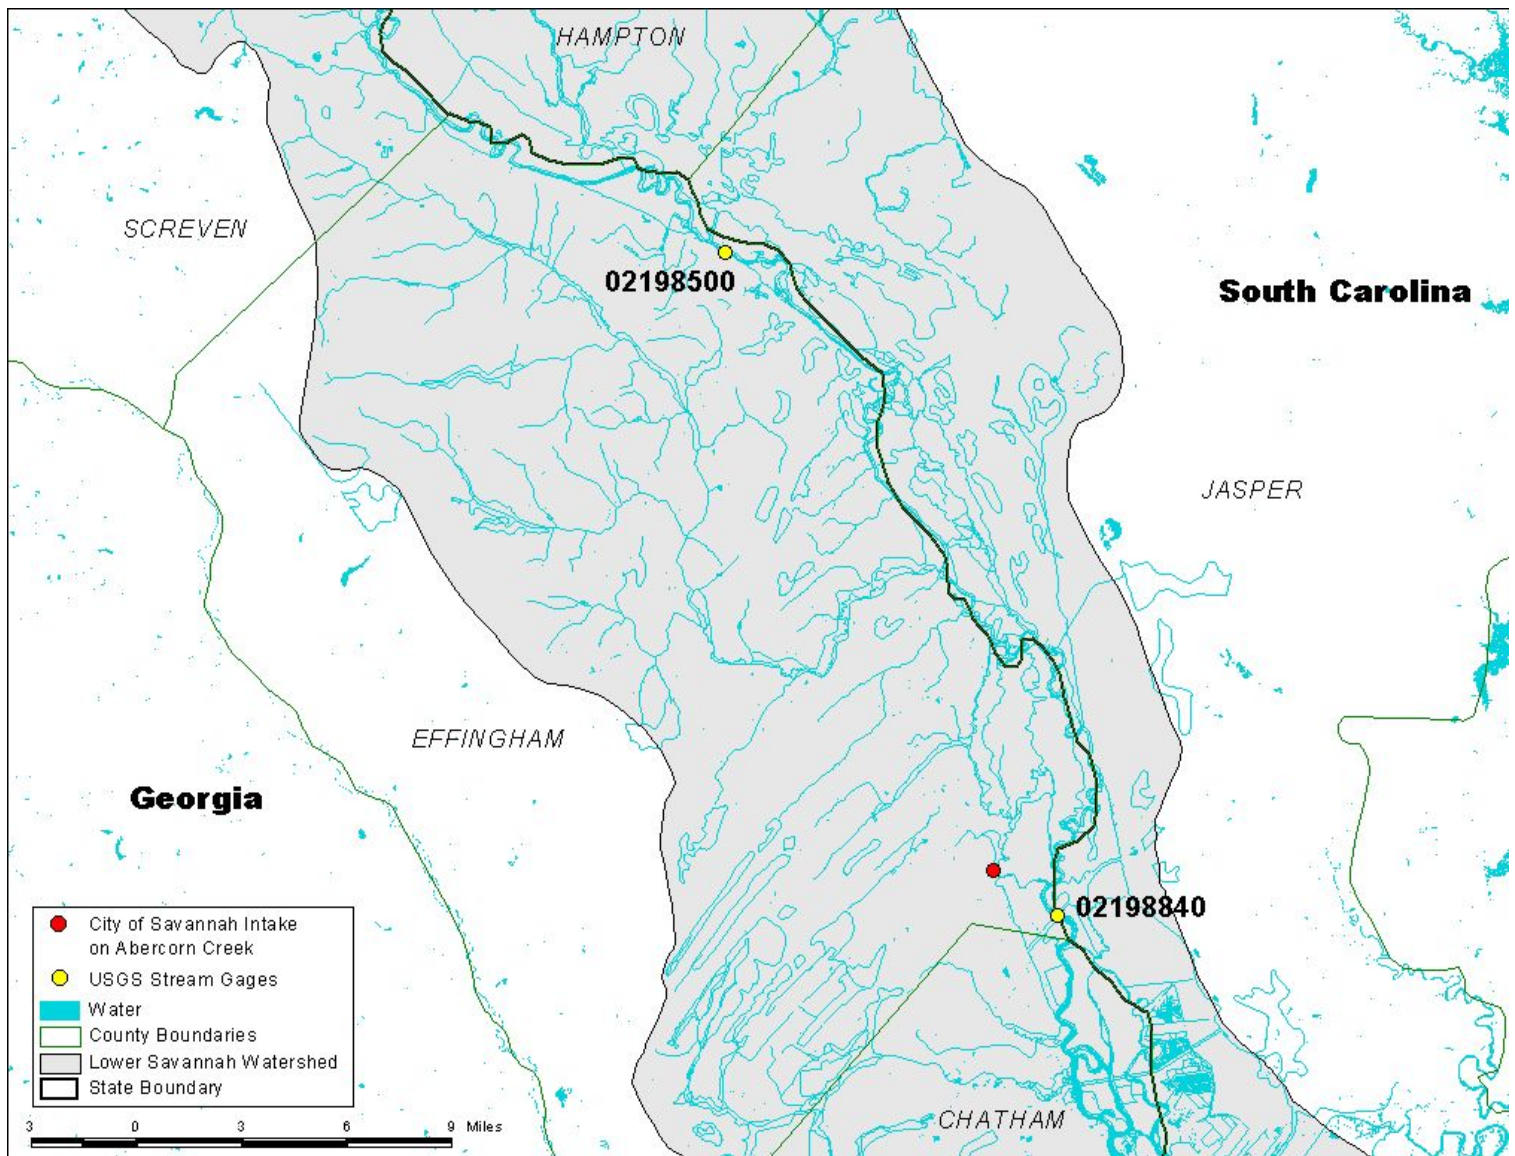 HAMPTON
SCREVEN
02198500
South Carolina
JASPER
EFFINGHAM
Georgia
02198840
City of Savannah Intake
on Abercorn Creek
USGS Stream Gages
Water
County Boundaries
Lower Savannah Watershed
State Boundary
CHATHAM
3 0 3 6 9 Miles